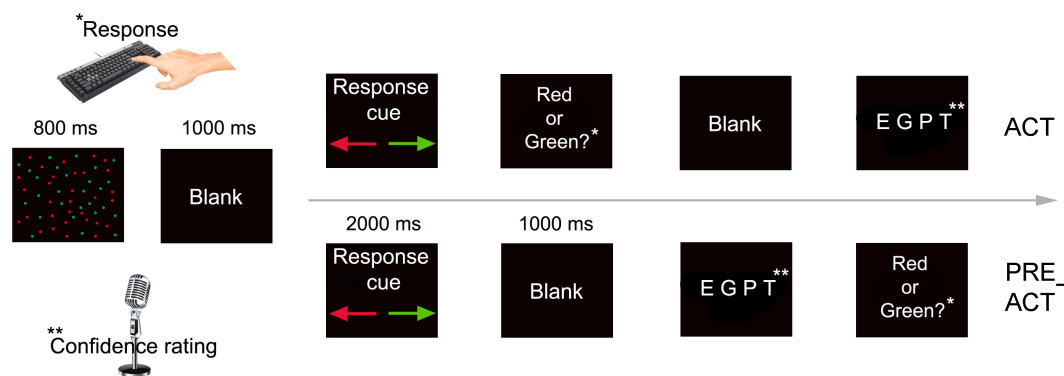 *Response
800 ms
1000 ms
Blank
**Confidence rating
Response
cue
Red
or
Green?*
Blank
E G P T**
ACT
2000 ms
1000 ms
Response
cue
Blank
E G P T**
Red
or
Green?*
PRE_
ACT